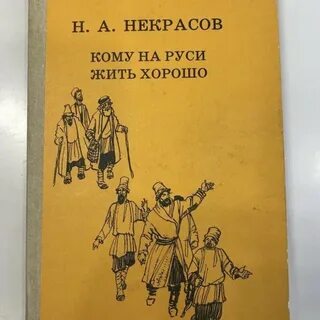 Н. А. НЕКРАСОВ
КОМУ НА РУСИ
ЖИТЬ ХОРОШО